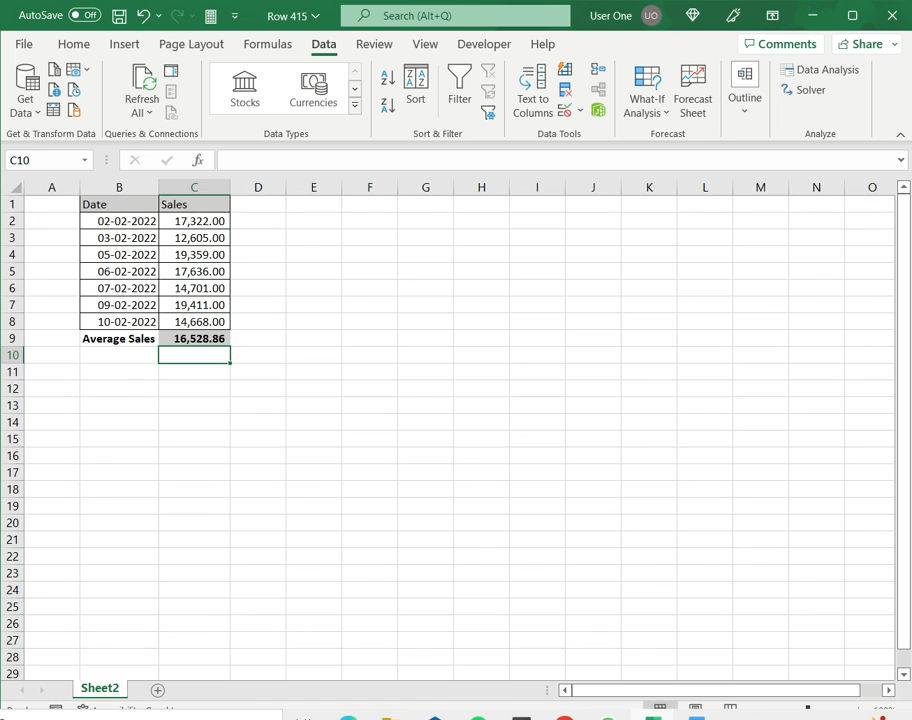 AutoSave Off Row 415 Search (Alt+Q) User One UO
File Home Insert Page Layout Formulas Data Review View Developer Help Comments Share
Get Data Refresh All Stocks Currencies Sort Filter Text to Columns What-If Analysis Forecast Sheet Outline Data Analysis Solver
Get & Transform Data Queries & Connections Data Types Sort & Filter Data Tools Forecast Analyze
C10 fx
A B C D E F G H I J K L M N O
1 Date Sales
2 02-02-2022 17,322.00
3 03-02-2022 12,605.00
4 05-02-2022 19,359.00
5 06-02-2022 17,636.00
6 07-02-2022 14,701.00
7 09-02-2022 19,411.00
8 10-02-2022 14,668.00
9 Average Sales 16,528.86
10
11
12
13
14
15
16
17
18
19
20
21
22
23
24
25
26
27
28
29
Sheet2